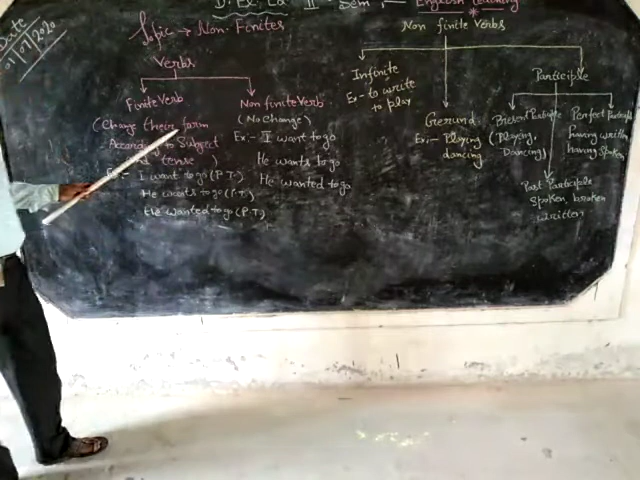 D. El. Ed. II - Sem, English teaching
Date
01/07/2020
Topic → Non-Finites
Verbs
Finite Verb
(Change their form
According to Subject
tense)
Ex:- I want to go (P.T.)
He wants to go (P.T.)
He wanted to go (P.T.)
Non finite Verb
(No Change)
Ex:- I want to go
He wants to go
He wanted to go
Non finite Verbs
Infinite
Ex:- to write
to play
Gerund
Ex:- Playing
dancing
Participle
Present Participle
(Playing,
Dancing)
Past Participle
Spoken, broken
written
Perfect Participle
having written
having spoken